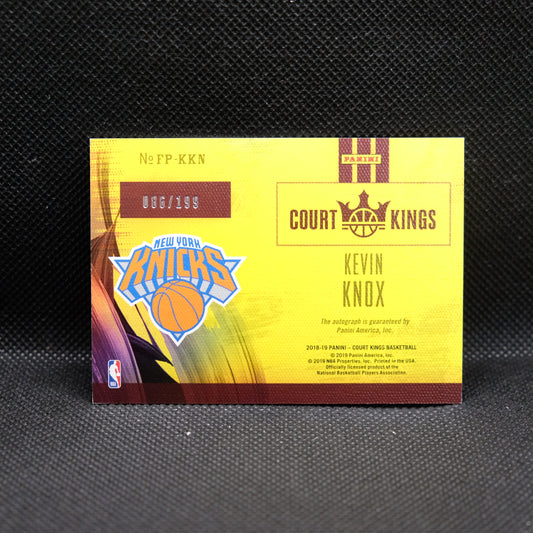 № FP-KKN
PANINI
/199
COURT KINGS
NEW YORK
KNICKS
KEVIN
KNOX
The autograph is guaranteed by
Panini America, Inc.
2018-19 PANINI – COURT KINGS BASKETBALL
© 2019 Panini America, Inc.
© 2019 NBA Properties, Inc. Printed in the USA.
Officially licensed product of the
National Basketball Players Association.